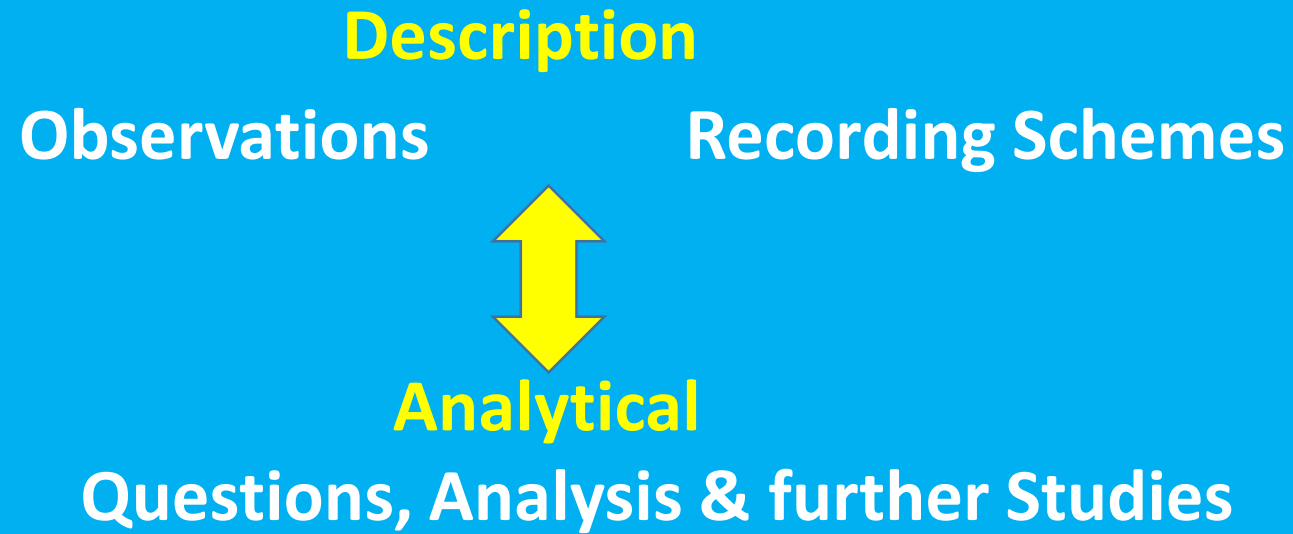 Description
Observations Recording Schemes
Analytical
Questions, Analysis & further Studies